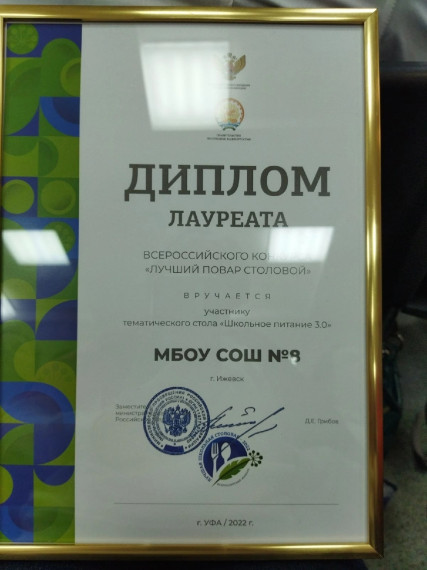 ДИПЛОМ
ЛАУРЕАТА
ВСЕРОССИЙСКОГО
«ЛУЧШИЙ ПОВАР СТОЛОВОЙ»
ВРУЧАЕТСЯ
участнику
тематического стола «Школьное питание 3.0»
МБОУ СОШ №8
г. Ижевск
Д.Е. Грибов
г. УФА / 2022 г.